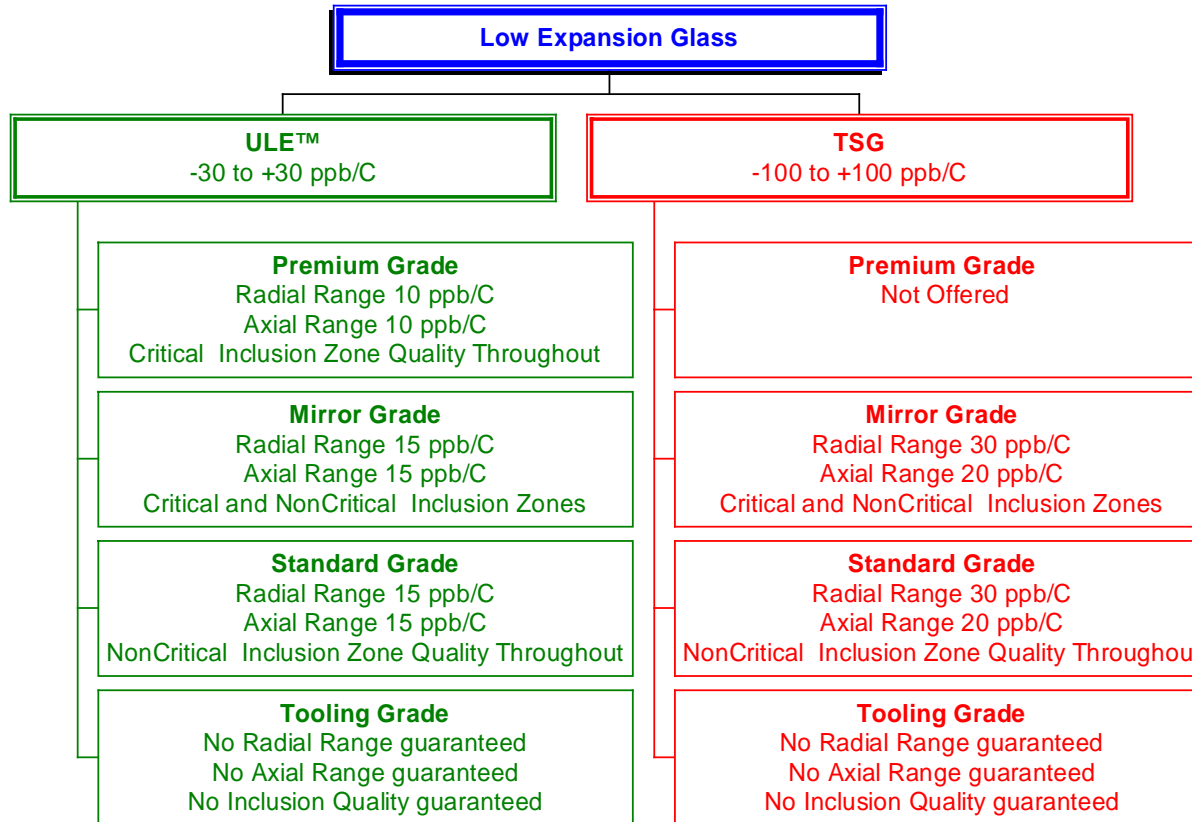 Low Expansion Glass
ULE™
-30 to +30 ppb/C
TSG
-100 to +100 ppb/C
Premium Grade
Radial Range 10 ppb/C
Axial Range 10 ppb/C
Critical Inclusion Zone Quality Throughout
Premium Grade
Not Offered
Mirror Grade
Radial Range 15 ppb/C
Axial Range 15 ppb/C
Critical and NonCritical Inclusion Zones
Mirror Grade
Radial Range 30 ppb/C
Axial Range 20 ppb/C
Critical and NonCritical Inclusion Zones
Standard Grade
Radial Range 15 ppb/C
Axial Range 15 ppb/C
NonCritical Inclusion Zone Quality Throughout
Standard Grade
Radial Range 30 ppb/C
Axial Range 20 ppb/C
NonCritical Inclusion Zone Quality Throughou
Tooling Grade
No Radial Range guaranteed
No Axial Range guaranteed
No Inclusion Quality guaranteed
Tooling Grade
No Radial Range guaranteed
No Axial Range guaranteed
No Inclusion Quality guaranteed